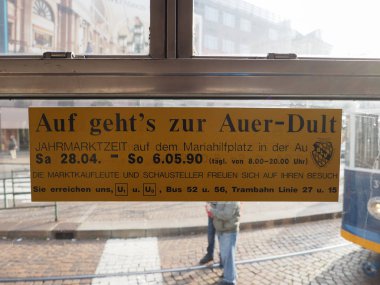 Auf geht's zur Auer-Dult
JAHRMARKTZEIT auf dem Mariahilfplatz in der Au
Sa 28.04. - So 6.05.90 (tägl. von 8.00-20.00 Uhr)
DIE MARKTKAUFLEUTE UND SCHAUSTELLER FREUEN SICH AUF IHREN BESUCH
Sie erreichen uns, U1 u. U8, Bus 52 u. 56, Trambahn Linie 27 u. 15